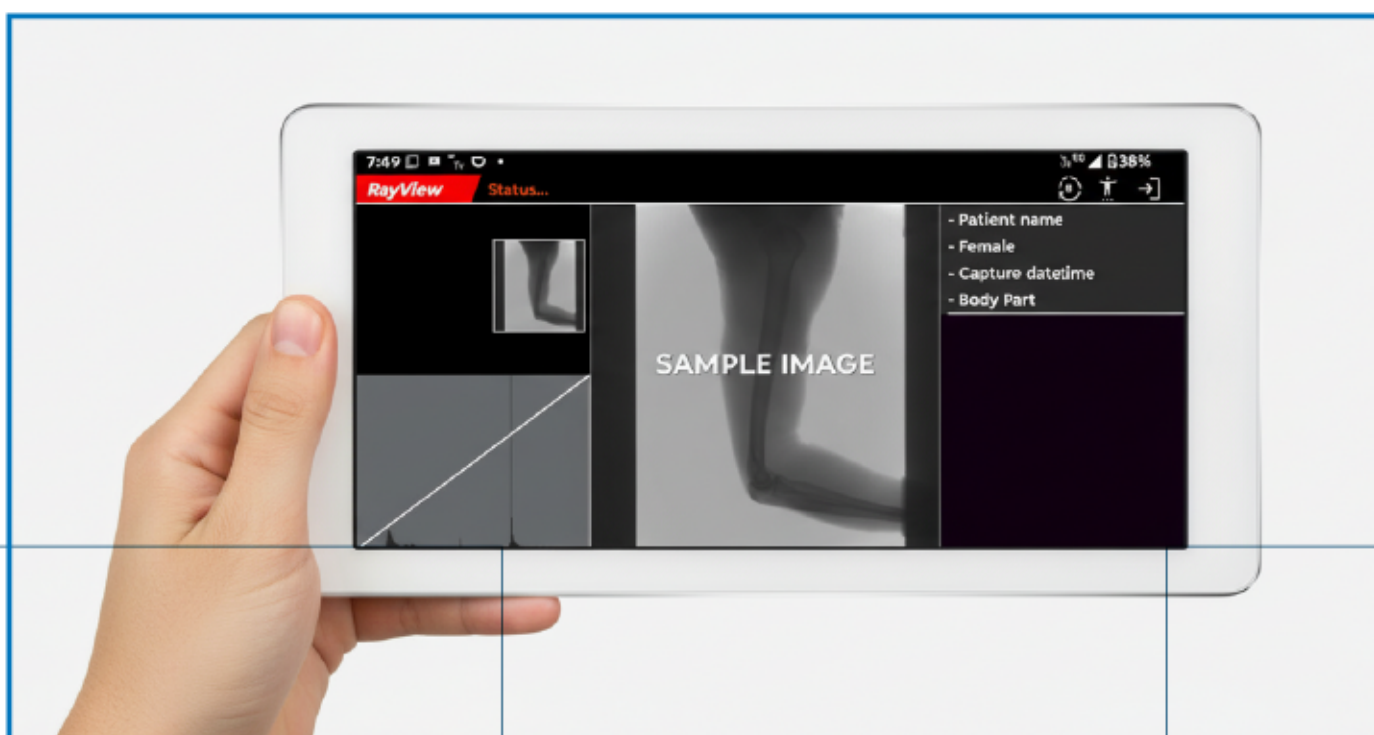 7:49
38%
RayView
Status...
- Patient name
- Female
- Capture datetime
- Body Part
SAMPLE IMAGE